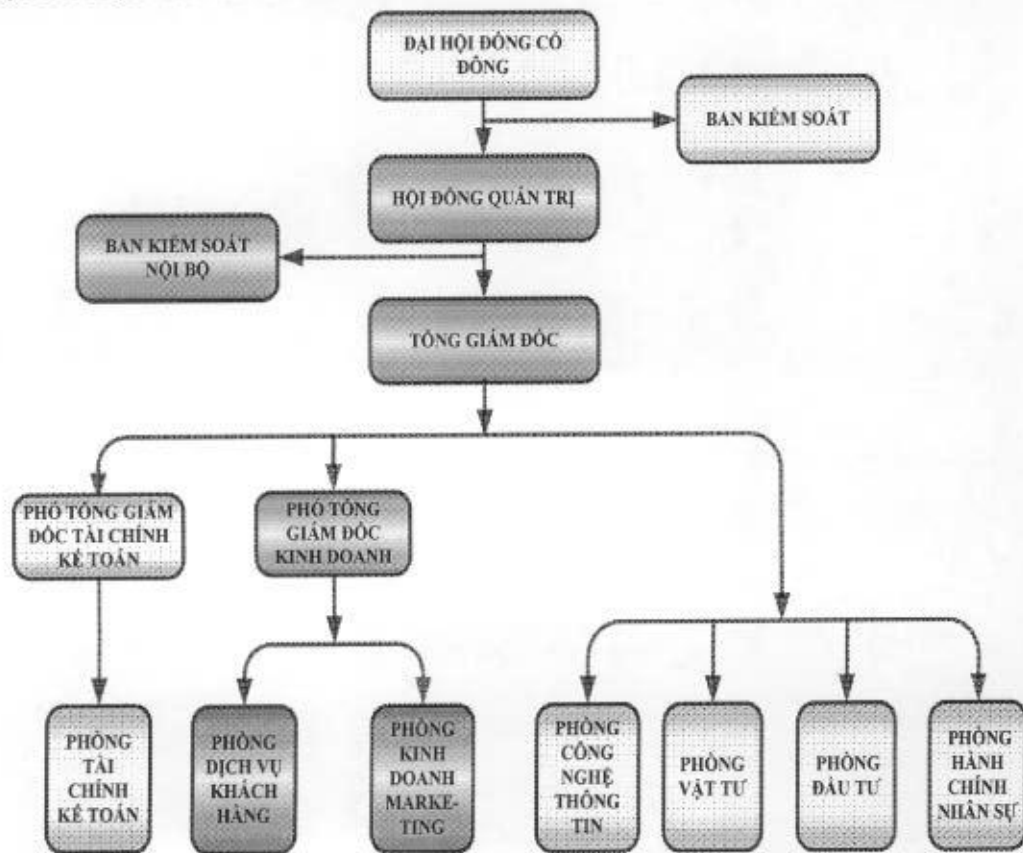 ĐẠI HỘI ĐỒNG CỔ
ĐÔNG
BAN KIỂM SOÁT
HỘI ĐỒNG QUẢN TRỊ
BAN KIỂM SOÁT
NỘI BỘ
TỔNG GIÁM ĐỐC
PHÓ TỔNG GIÁM
ĐỐC TÀI CHÍNH
KẾ TOÁN
PHÓ TỔNG
GIÁM ĐỐC
KINH DOANH
PHÒNG
TÀI
CHÍNH
KẾ TOÁN
PHÒNG
DỊCH VỤ
KHÁCH
HÀNG
PHÒNG
KINH
DOANH
MARKE-
TING
PHÒNG
CÔNG
NGHỆ
THÔNG
TIN
PHÒNG
VẬT TƯ
PHÒNG
ĐẦU TƯ
PHÒNG
HÀNH
CHÍNH
NHÂN SỰ